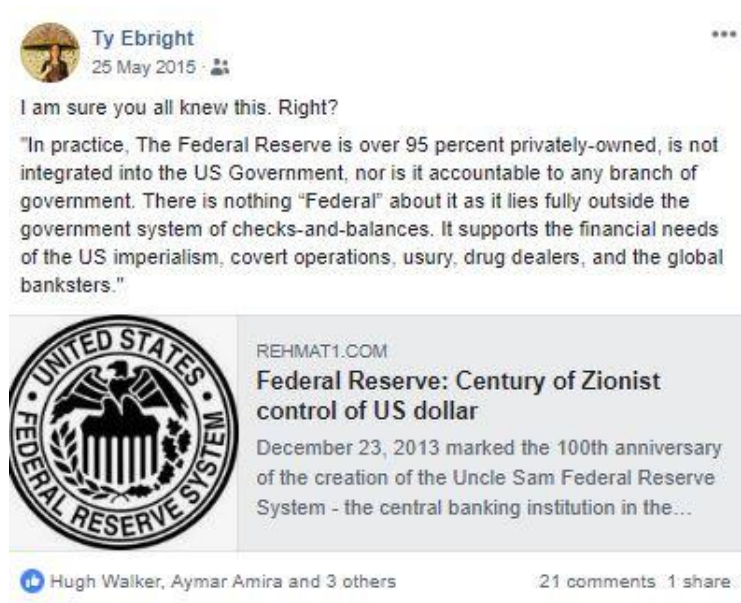 Ty Ebright
25 May 2015 ·
I am sure you all knew this. Right?
"In practice, The Federal Reserve is over 95 percent privately-owned, is not
integrated into the US Government, nor is it accountable to any branch of
government. There is nothing “Federal” about it as it lies fully outside the
government system of checks-and-balances. It supports the financial needs
of the US imperialism, covert operations, usury, drug dealers, and the global
banksters."
UNITED STATES
FEDERAL RESERVE SYSTEM
REHMAT1.COM
Federal Reserve: Century of Zionist
control of US dollar
December 23, 2013 marked the 100th anniversary
of the creation of the Uncle Sam Federal Reserve
System - the central banking institution in the...
Hugh Walker, Aymar Amira and 3 others 21 comments 1 share